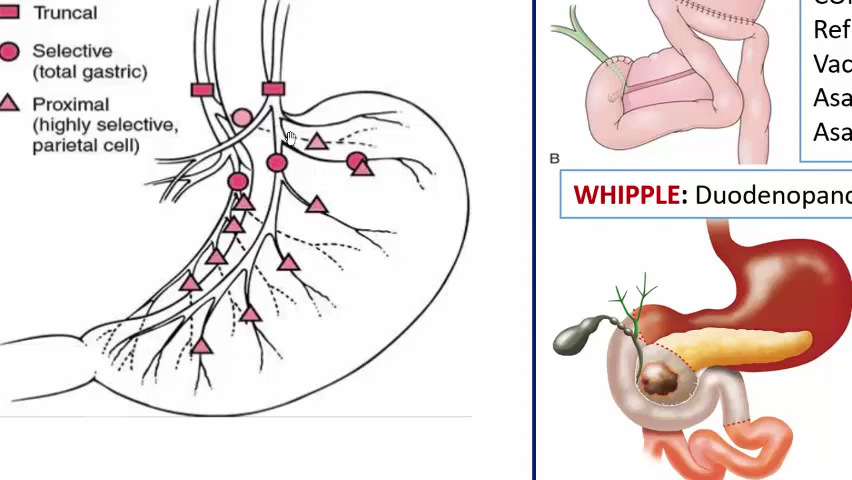 Truncal
Selective
(total gastric)
Proximal
(highly selective,
parietal cell)
B
Ref
Vac
Asa
Asa
WHIPPLE: Duodenopanc